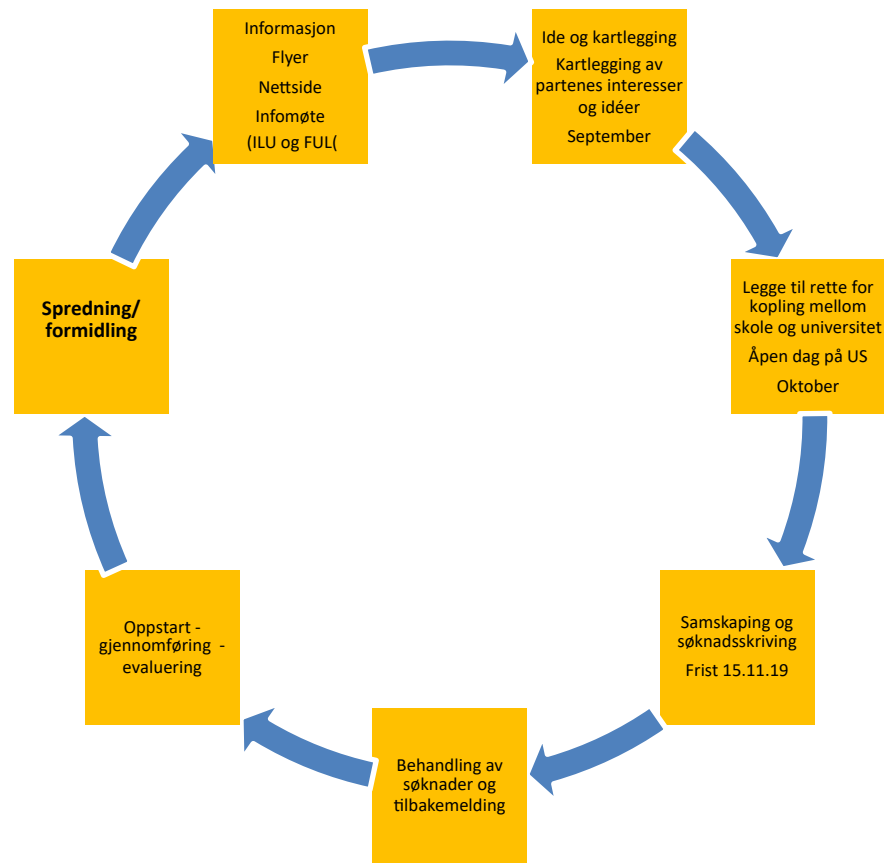 Informasjon
Flyer
Nettside
Infomøte
(ILU og FUL(
Ide og kartlegging
Kartlegging av
partenes interesser
og idéer
September
Legge til rette for
kopling mellom
skole og universitet
Åpen dag på US
Oktober
Samskaping og
søknadsskriving
Frist 15.11.19
Behandling av
søknader og
tilbakemelding
Oppstart -
gjennomføring -
evaluering
Spredning/
formidling